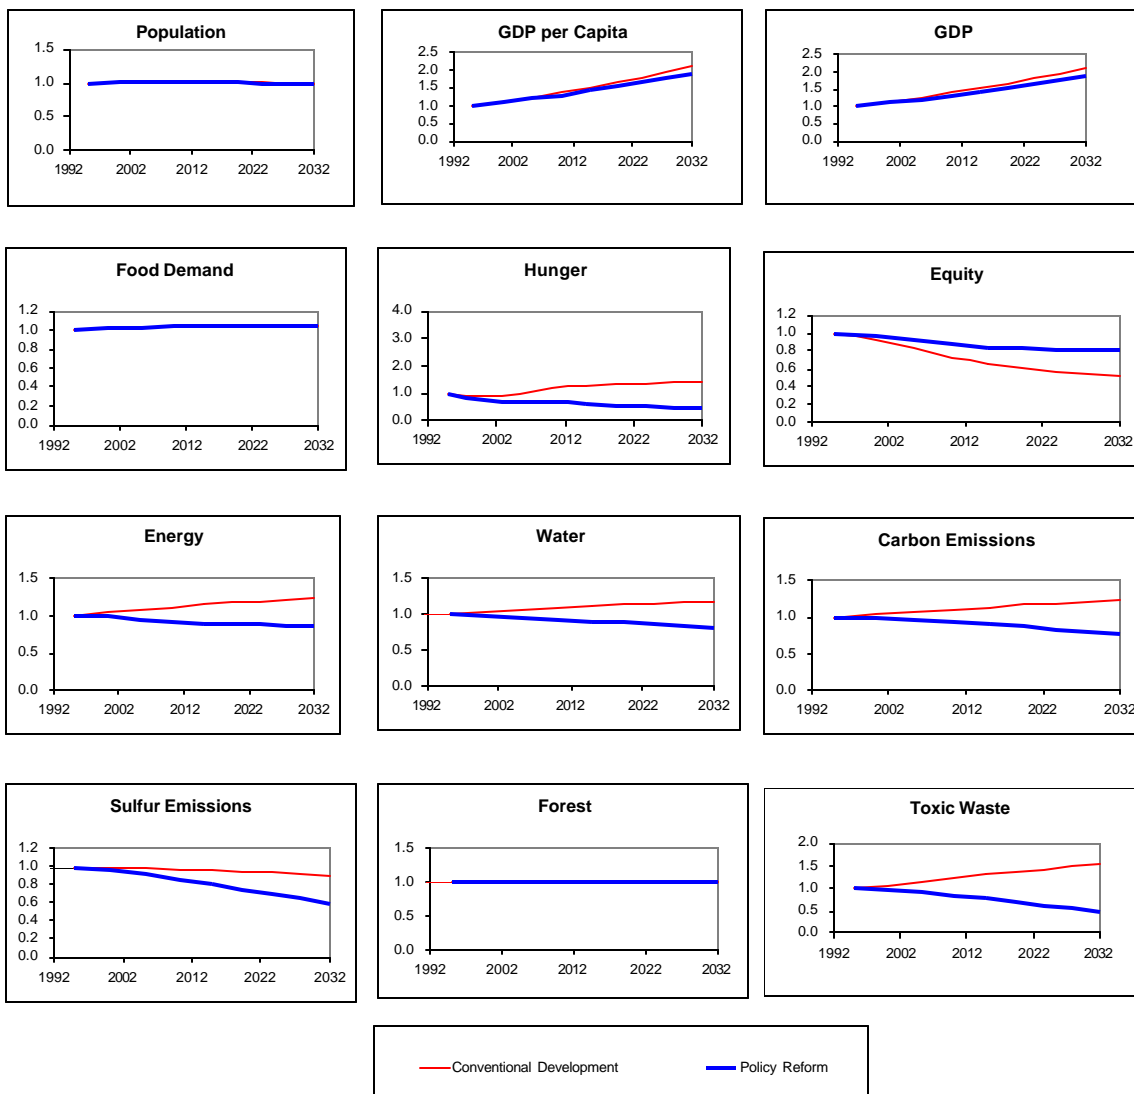 Population
1.5
1.0
0.5
0.0
1992 2002 2012 2022 2032
GDP per Capita
2.5
2.0
1.5
1.0
0.5
0.0
1992 2002 2012 2022 2032
GDP
2.5
2.0
1.5
1.0
0.5
0.0
1992 2002 2012 2022 2032
Food Demand
1.2
1.0
0.8
0.6
0.4
0.2
0.0
1992 2002 2012 2022 2032
Hunger
4.0
3.0
2.0
1.0
0.0
1992 2002 2012 2022 2032
Equity
1.2
1.0
0.8
0.6
0.4
0.2
0.0
1992 2002 2012 2022 2032
Energy
1.5
1.0
0.5
0.0
1992 2002 2012 2022 2032
Water
1.5
1.0
0.5
0.0
1992 2002 2012 2022 2032
Carbon Emissions
1.5
1.0
0.5
0.0
1992 2002 2012 2022 2032
Sulfur Emissions
1.2
1.0
0.8
0.6
0.4
0.2
0.0
1992 2002 2012 2022 2032
Forest
1.5
1.0
0.5
0.0
1992 2002 2012 2022 2032
Toxic Waste
2.0
1.5
1.0
0.5
0.0
1992 2002 2012 2022 2032
Conventional Development Policy Reform